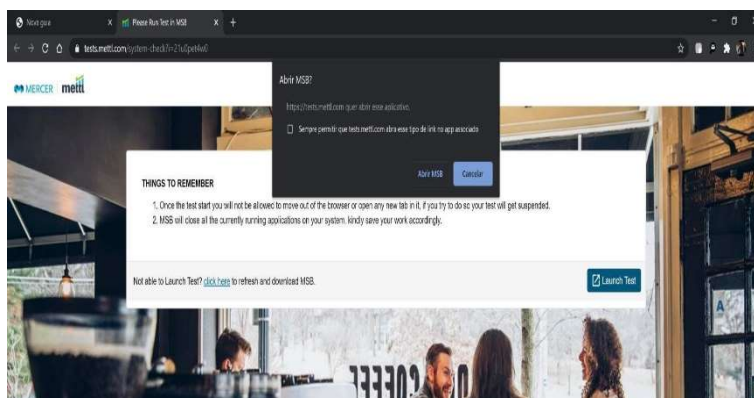 Nova guia
Please Run Test in MSB
tests.mettl.com/system-check?i=21u0pet4w0
MERCER mettl
Abrir MSB?
https://tests.mettl.com quer abrir esse aplicativo.
Sempre permitir que tests.mettl.com abra esse tipo de link no app associado
Abrir MSB
Cancelar
THINGS TO REMEMBER
1. Once the test start you will not be allowed to move out of the browser or open any new tab in it, if you try to do so your test will get suspended.
2. MSB will close all the currently running applications on your system, kindly save your work accordingly.
Not able to Launch Test? click here to refresh and download MSB.
Launch Test
COFFEE
A